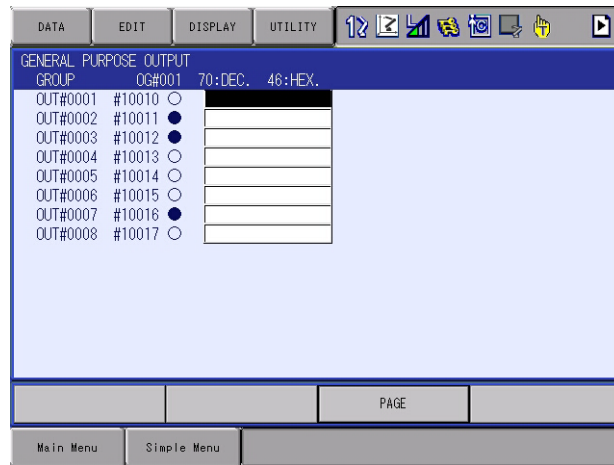 DATA EDIT DISPLAY UTILITY
GENERAL PURPOSE OUTPUT
GROUP OG#001 70:DEC. 46:HEX.
OUT#0001 #10010
OUT#0002 #10011
OUT#0003 #10012
OUT#0004 #10013
OUT#0005 #10014
OUT#0006 #10015
OUT#0007 #10016
OUT#0008 #10017
PAGE
Main Menu Simple Menu